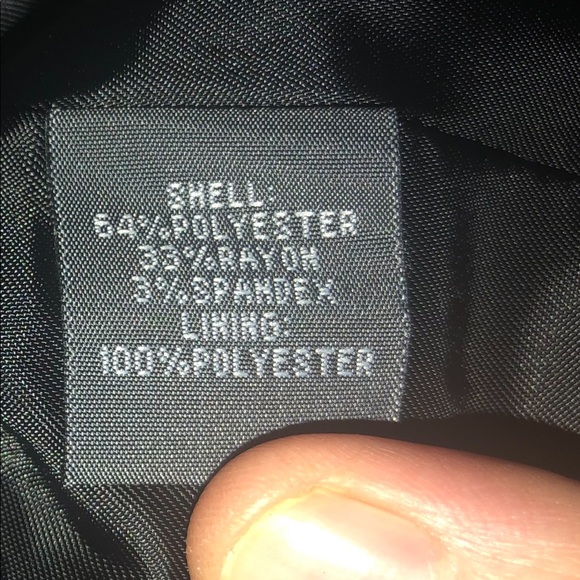 SHELL:
64%POLYESTER
33%RAYON
3%SPANDEX
LINING:
100%POLYESTER